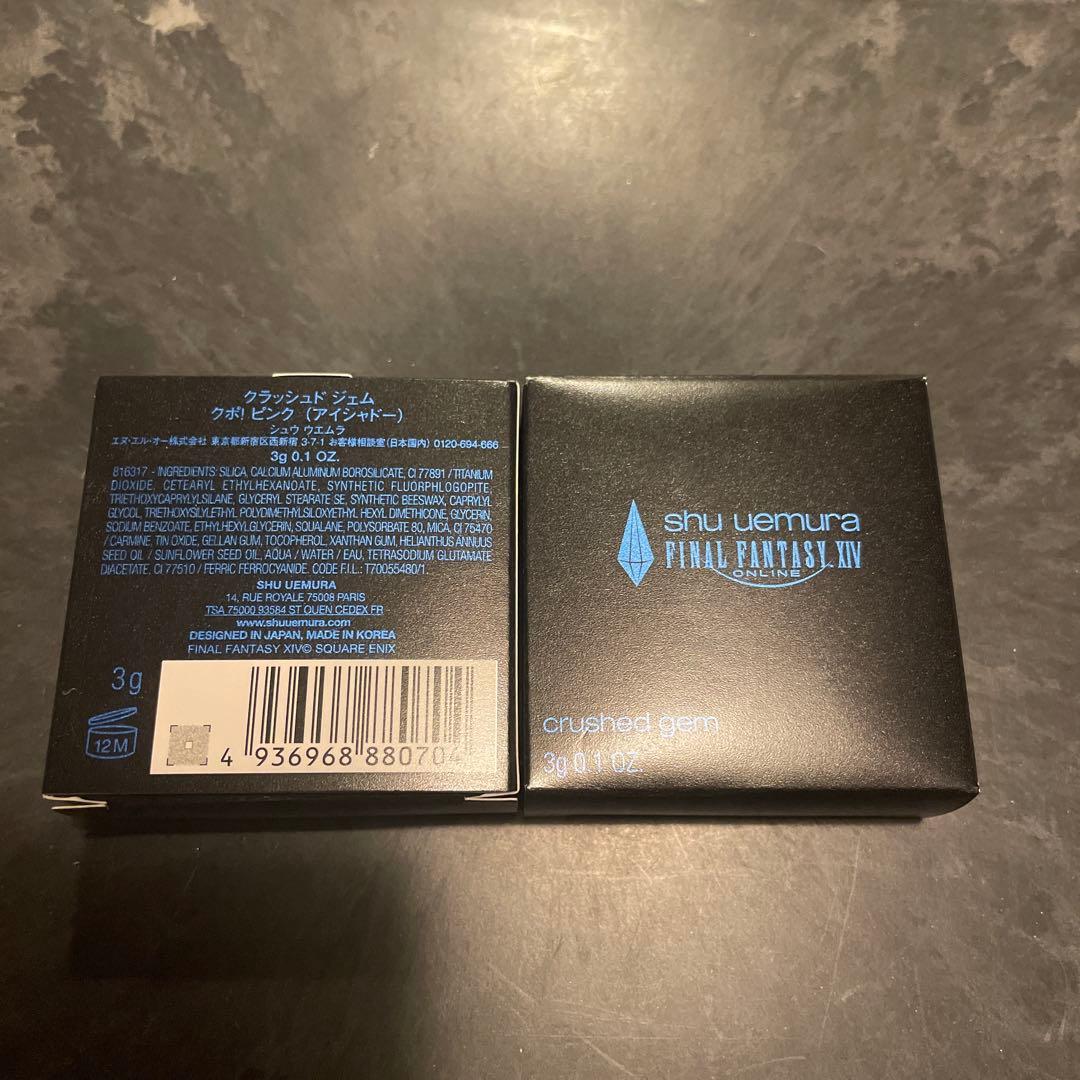 クラッシュド ジェム
クポ! ピンク (アイシャドー)
シュウ ウエムラ
エヌ・エル・オー株式会社 東京都新宿区西新宿 3-7-1 お客様相談室(日本国内) 0120-694-666
3g 0.1 OZ.
816317 - INGREDIENTS: SILICA, CALCIUM ALUMINUM BOROSILICATE, CI 77891 / TITANIUM
DIOXIDE, CETEARYL ETHYLHEXANOATE, SYNTHETIC FLUORPHLOGOPITE,
TRIETHOXYCAPRYLYLSILANE, GLYCERYL STEARATE SE, SYNTHETIC BEESWAX, CAPRYLYL
GLYCOL, TRIETHOXYSILYLETHYL POLYDIMETHYLSILOXYETHYL HEXYL DIMETHICONE, GLYCERIN,
SODIUM BENZOATE, ETHYLHEXYLGLYCERIN, SQUALANE, POLYSORBATE 80, MICA, CI 75470
/ CARMINE, TIN OXIDE, GELLAN GUM, TOCOPHEROL, XANTHAN GUM, HELIANTHUS ANNUUS
SEED OIL / SUNFLOWER SEED OIL, AQUA / WATER / EAU, TETRASODIUM GLUTAMATE
DIACETATE, CI 77510 / FERRIC FERROCYANIDE. CODE F.I.L.: T70055480/1.
SHU UEMURA
14, RUE ROYALE 75008 PARIS
TSA 75000 93584 ST OUEN CEDEX FR
www.shuuemura.com
DESIGNED IN JAPAN, MADE IN KOREA
FINAL FANTASY XIV© SQUARE ENIX
3g
12M
4 936968 880704
shu uemura
FINAL FANTASY XIV
ONLINE
crushed gem
3g 0.1 OZ.